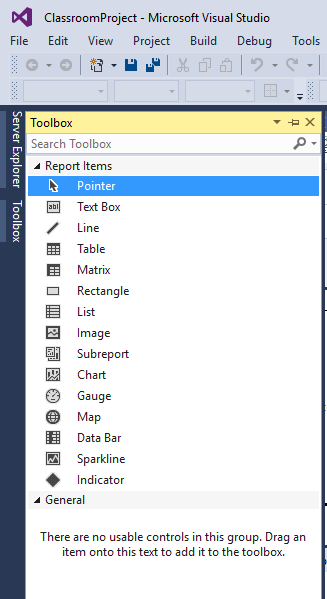 ClassroomProject - Microsoft Visual Studio
File Edit View Project Build Debug Tools
Server Explorer
Toolbox
Toolbox
Search Toolbox
Report Items
Pointer
abl Text Box
Line
Table
Matrix
Rectangle
List
Image
Subreport
Chart
Gauge
Map
Data Bar
Sparkline
Indicator
General
There are no usable controls in this group. Drag an
item onto this text to add it to the toolbox.